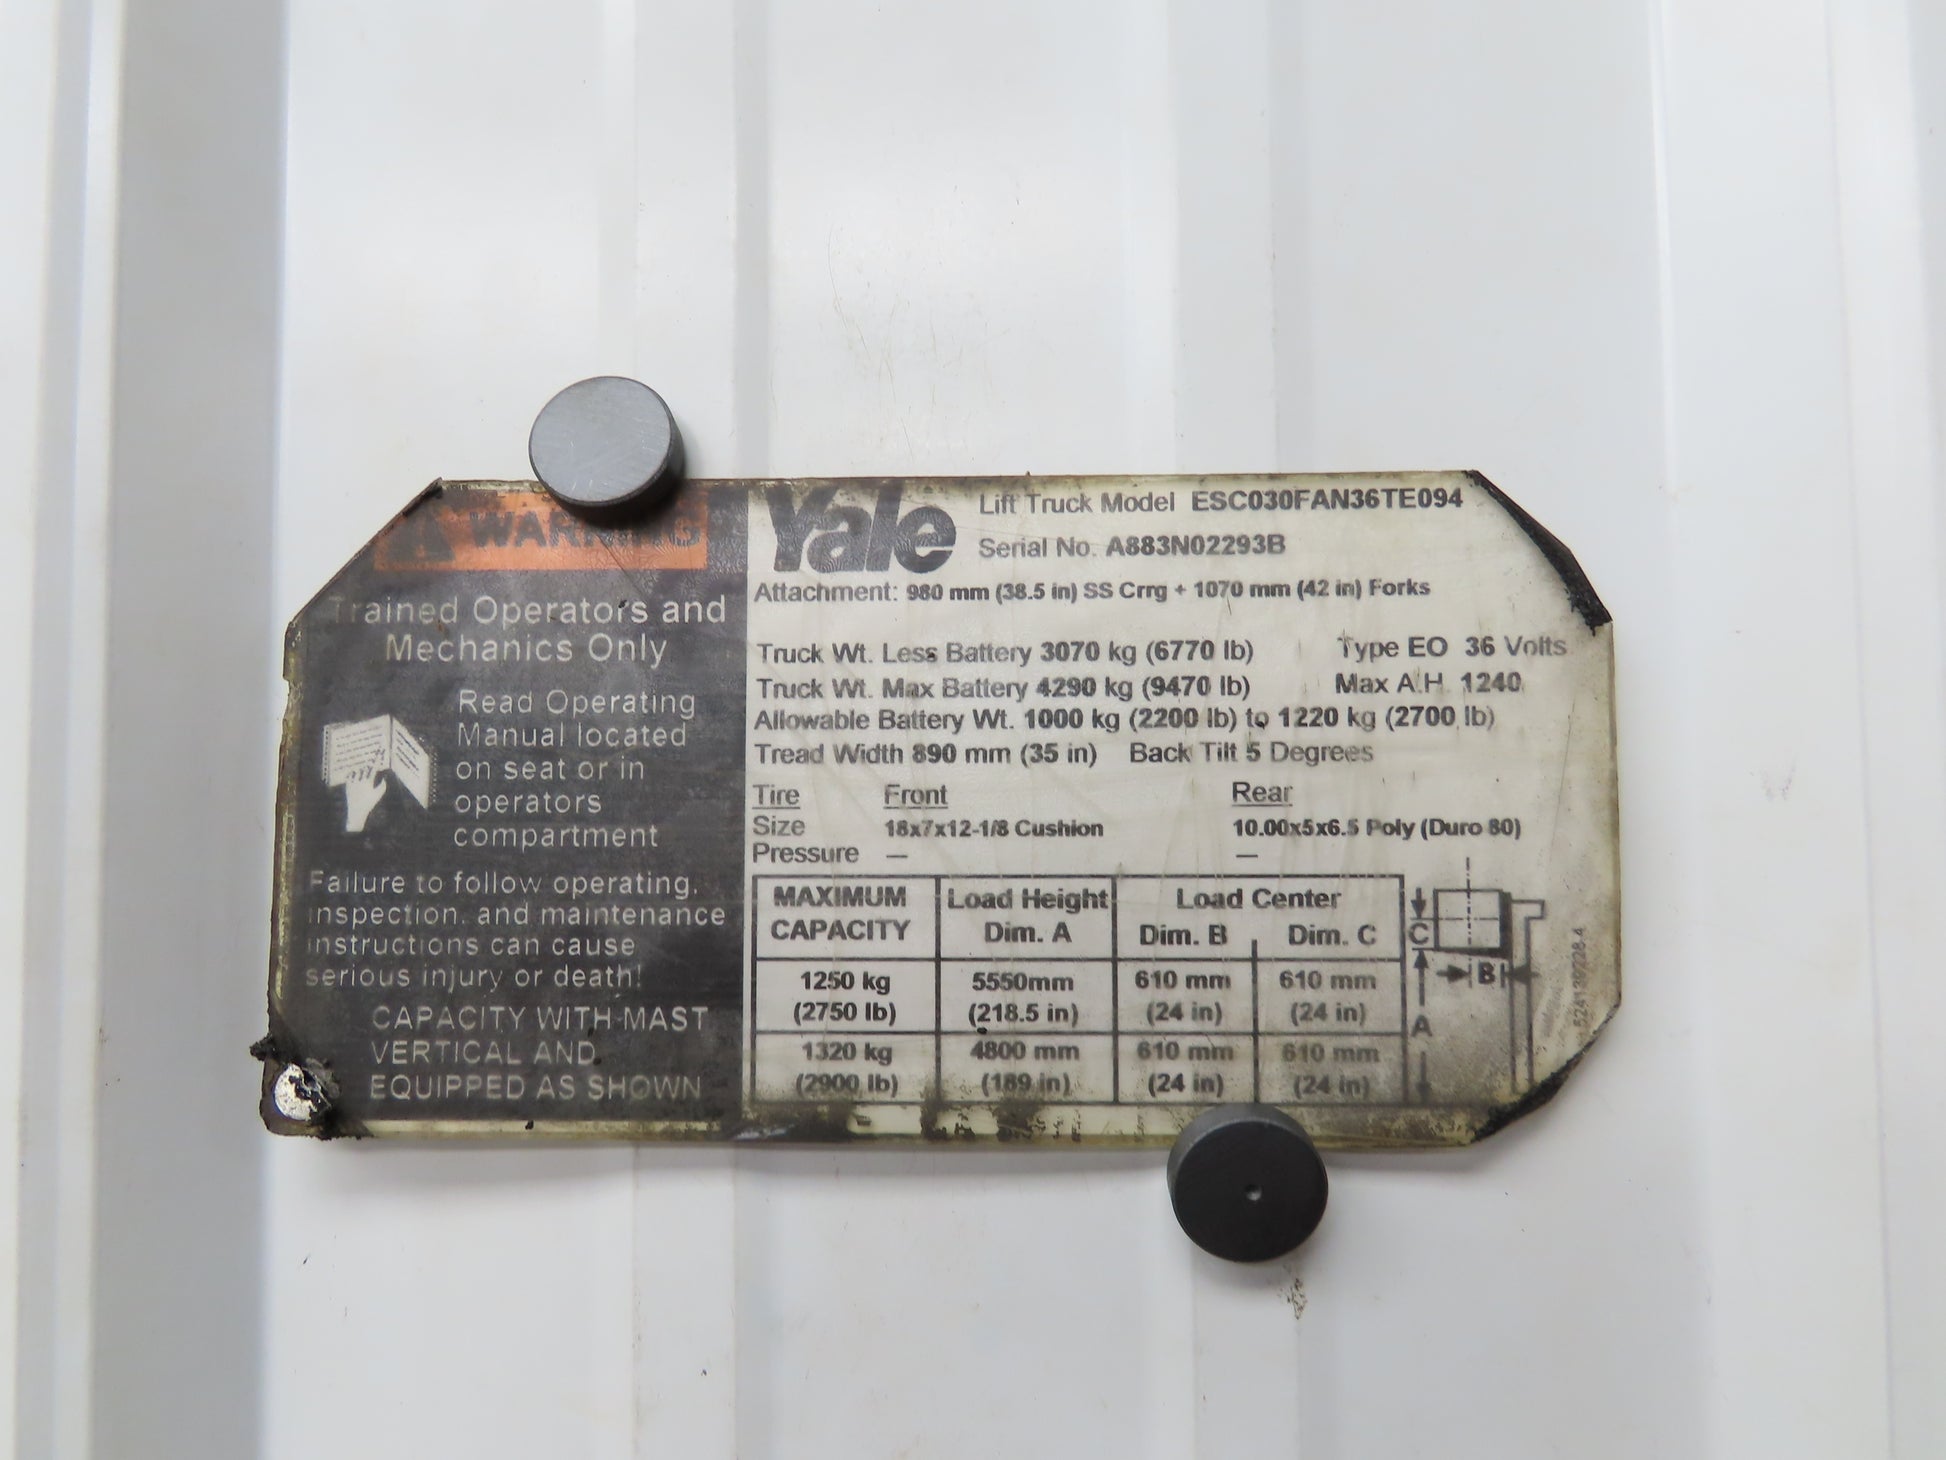 WARNING
Trained Operators and
Mechanics Only
Read Operating
Manual located
on seat or in
operators
compartment
Failure to follow operating,
inspection, and maintenance
instructions can cause
serious injury or death!
CAPACITY WITH MAST
VERTICAL AND
EQUIPPED AS SHOWN
Yale
Lift Truck Model ESC030FAN36TE094
Serial No. A883N02293B
Attachment: 980 mm (38.5 in) SS Crrg + 1070 mm (42 in) Forks
Truck Wt. Less Battery 3070 kg (6770 lb) Type EO 36 Volts
Truck Wt. Max Battery 4290 kg (9470 lb) Max A.H. 1240
Allowable Battery Wt. 1000 kg (2200 lb) to 1220 kg (2700 lb)
Tread Width 890 mm (35 in) Back Tilt 5 Degrees
Tire Front Rear
Size 18x7x12-1/8 Cushion 10.00x5x6.5 Poly (Duro 80)
Pressure — —
MAXIMUM Load Height Load Center
CAPACITY Dim. A Dim. B Dim. C
1250 kg 5550mm 610 mm 610 mm
(2750 lb) (218.5 in) (24 in) (24 in)
1320 kg 4800 mm 610 mm 610 mm
(2900 lb) (189 in) (24 in) (24 in)
C
B
A
524139228-4